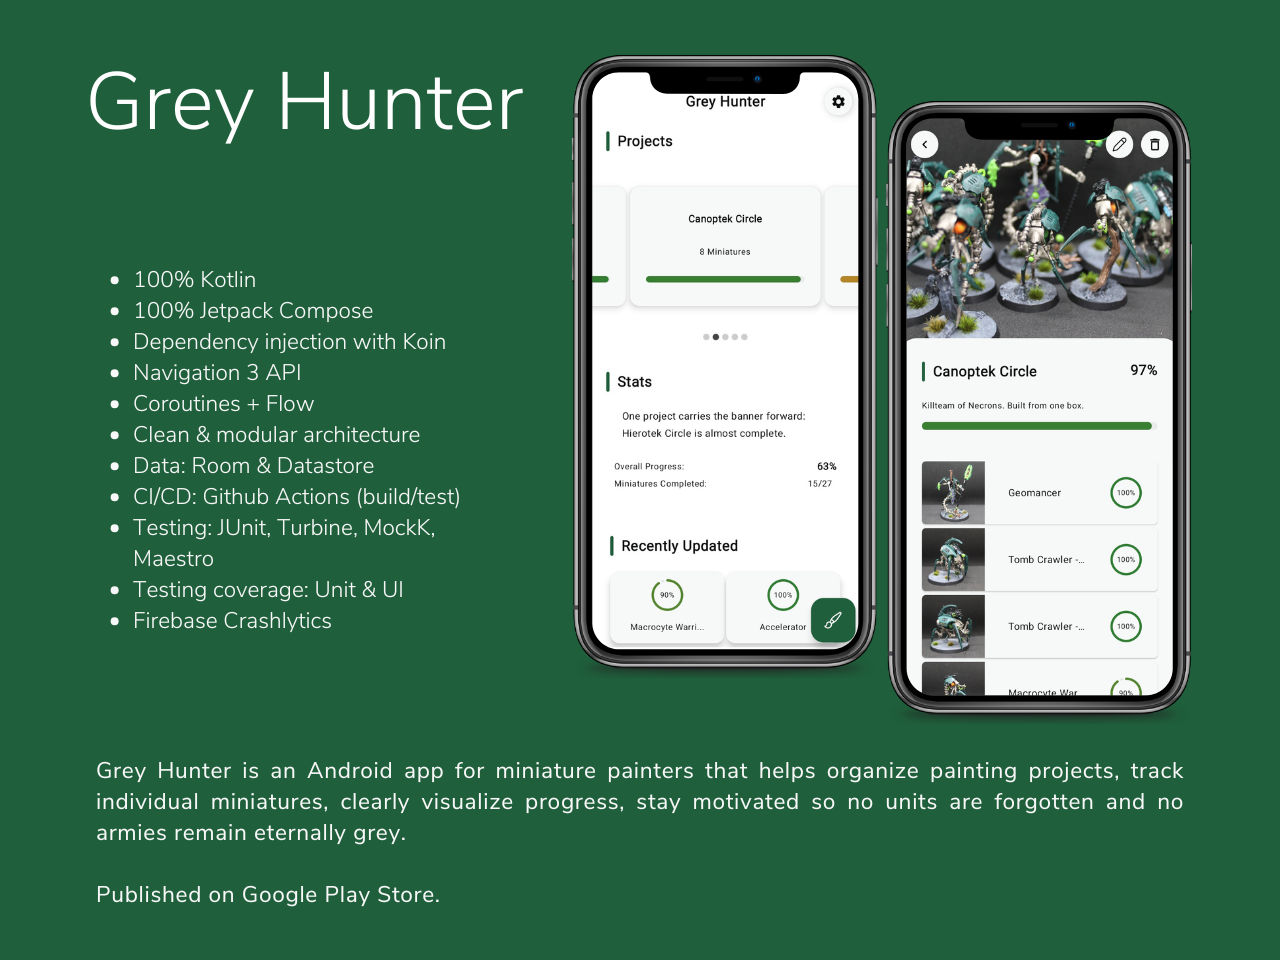 Grey Hunter
100% Kotlin
100% Jetpack Compose
Dependency injection with Koin
Navigation 3 API
Coroutines + Flow
Clean & modular architecture
Data: Room & Datastore
CI/CD: Github Actions (build/test)
Testing: JUnit, Turbine, MockK,
Maestro
Testing coverage: Unit & UI
Firebase Crashlytics
Grey Hunter
Projects
Canoptek Circle
8 Miniatures
Stats
One project carries the banner forward:
Hierotek Circle is almost complete.
Overall Progress: 63%
Miniatures Completed: 15/27
Recently Updated
90% 100%
Macrocyte Warri... Accelerator
Canoptek Circle 97%
Killteam of Necrons. Built from one box.
Geomancer 100%
Tomb Crawler -... 100%
Tomb Crawler -... 100%
Macrocyte War 90%
Grey Hunter is an Android app for miniature painters that helps organize painting projects, track
individual miniatures, clearly visualize progress, stay motivated so no units are forgotten and no
armies remain eternally grey.
Published on Google Play Store.